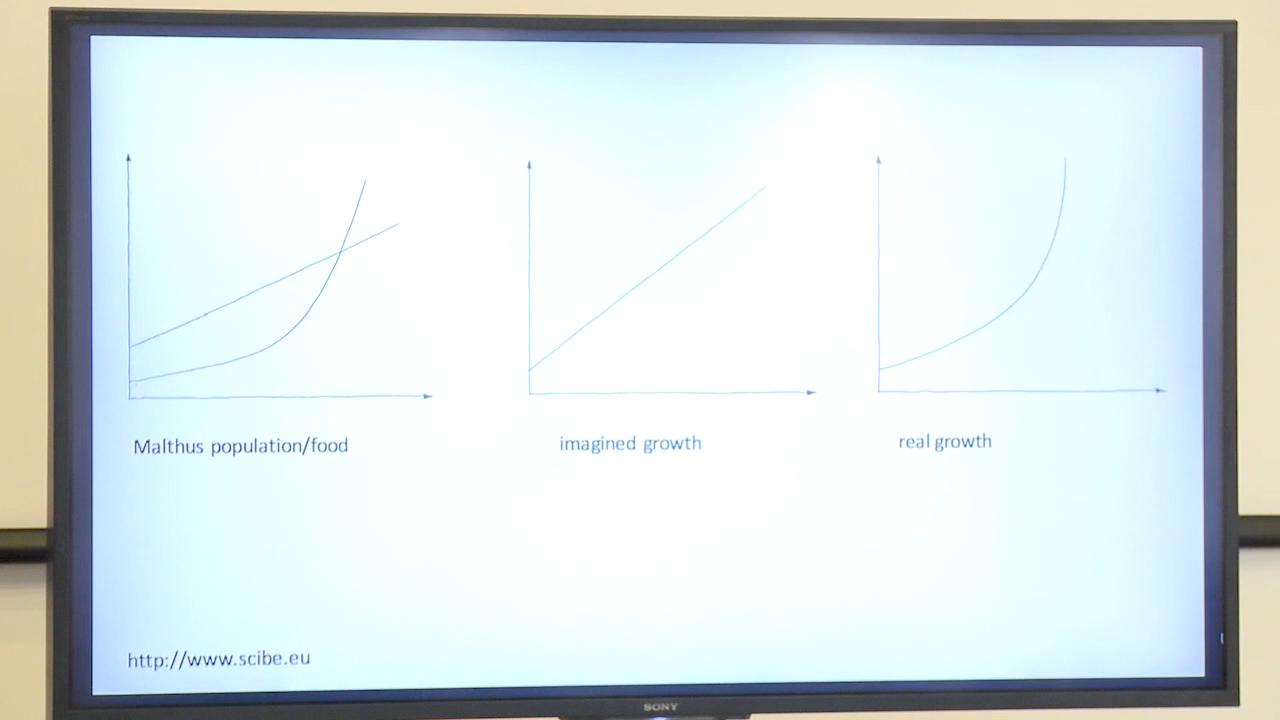 Malthus population/food
imagined growth
real growth
http://www.scibe.eu
SONY